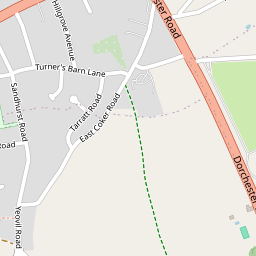 Hillgrove Avenue
ster Road
Turner's Barn Lane
Sandhurst Road
Tarratt Road
East Coker Road
Road
Dorchester
Yeovil Road